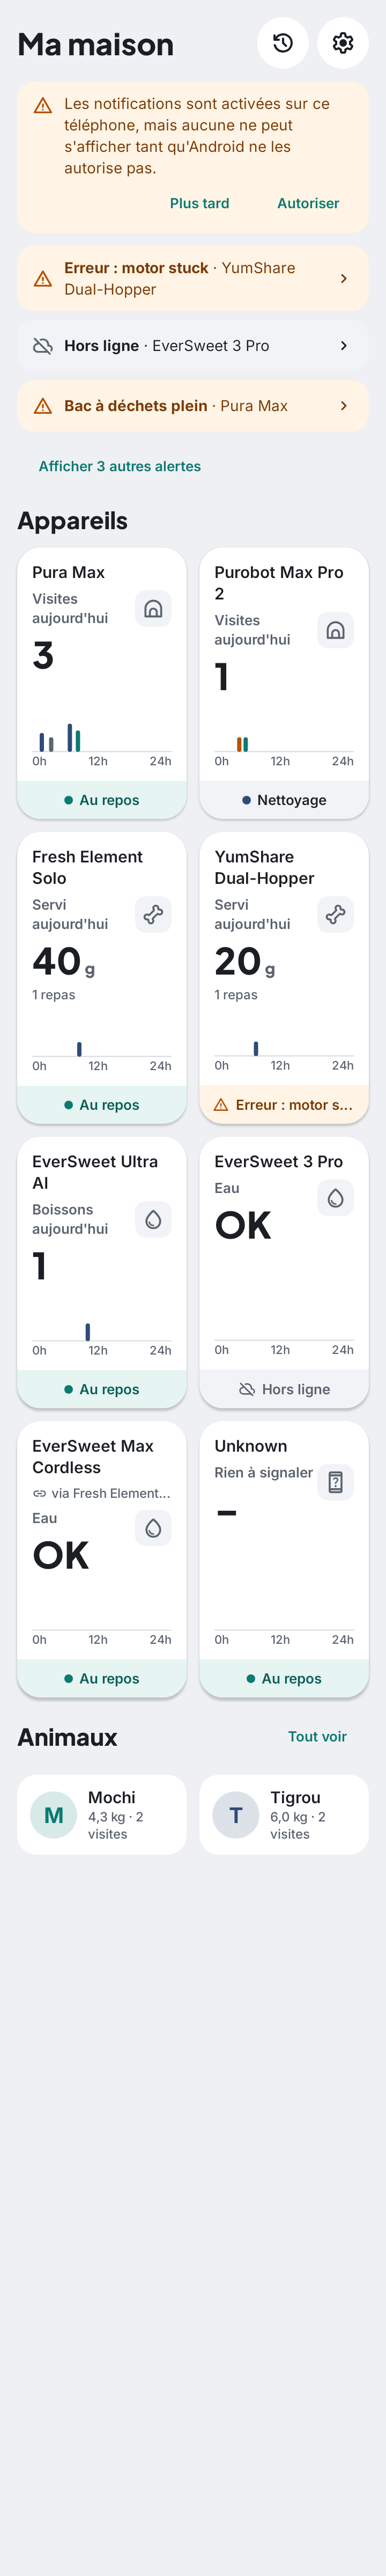 Ma maison
Les notifications sont activées sur ce
téléphone, mais aucune ne peut
s'afficher tant qu'Android ne les
autorise pas.
Plus tard
Autoriser
Erreur : motor stuck · YumShare
Dual-Hopper
Hors ligne · EverSweet 3 Pro
Bac à déchets plein · Pura Max
Afficher 3 autres alertes
Appareils
Pura Max
Visites
aujourd'hui
3
0h 12h 24h
Au repos
Purobot Max Pro
2
Visites
aujourd'hui
1
0h 12h 24h
Nettoyage
Fresh Element
Solo
Servi
aujourd'hui
40 g
1 repas
0h 12h 24h
Au repos
YumShare
Dual-Hopper
Servi
aujourd'hui
20 g
1 repas
0h 12h 24h
Erreur : motor s...
EverSweet Ultra
AI
Boissons
aujourd'hui
1
0h 12h 24h
Au repos
EverSweet 3 Pro
Eau
OK
0h 12h 24h
Hors ligne
EverSweet Max
Cordless
via Fresh Element...
Eau
OK
0h 12h 24h
Au repos
Unknown
Rien à signaler
–
0h 12h 24h
Au repos
Animaux
Tout voir
M
Mochi
4,3 kg · 2
visites
T
Tigrou
6,0 kg · 2
visites